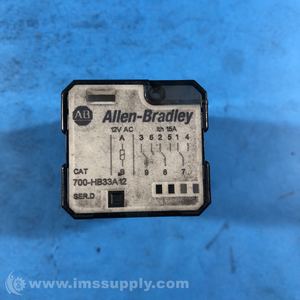 AB Allen-Bradley
12V AC Ith 15A
A 3 6 2 5 1 4
B 9 8 7
CAT
700-HB33A12
SER.D
www.imssupply.com